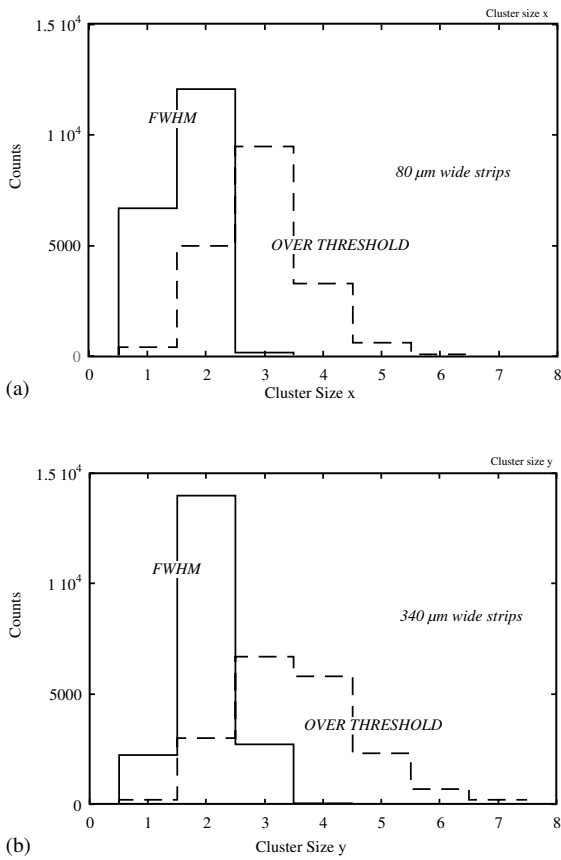 Cluster size x
1.5 10⁴
1 10⁴
5000
0
Counts
FWHM
80 μm wide strips
OVER THRESHOLD
0 1 2 3 4 5 6 7 8
Cluster Size x
(a)
Cluster size y
1.5 10⁴
1 10⁴
5000
0
Counts
FWHM
340 μm wide strips
OVER THRESHOLD
0 1 2 3 4 5 6 7 8
Cluster Size y
(b)